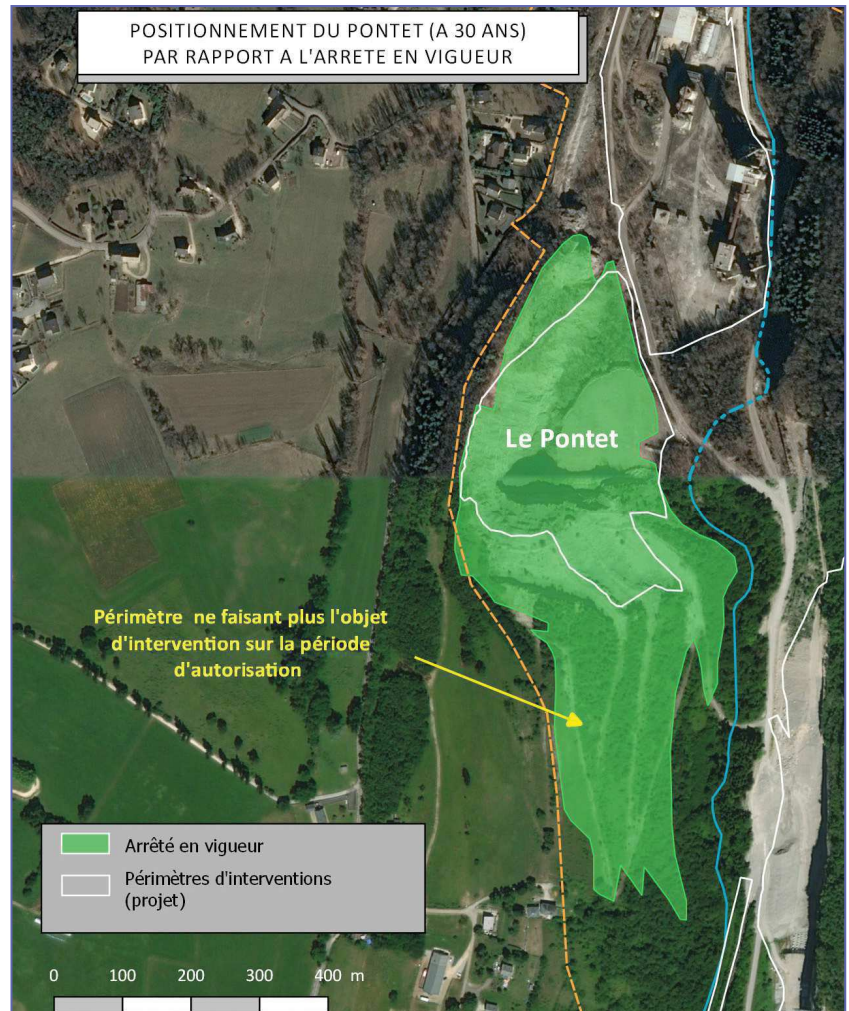 POSITIONNEMENT DU PONTET (A 30 ANS)
PAR RAPPORT A L'ARRETE EN VIGUEUR
Le Pontet
Périmètre ne faisant plus l'objet
d'intervention sur la période
d'autorisation
Arrêté en vigueur
Périmètres d'interventions
(projet)
0 100 200 300 400 m